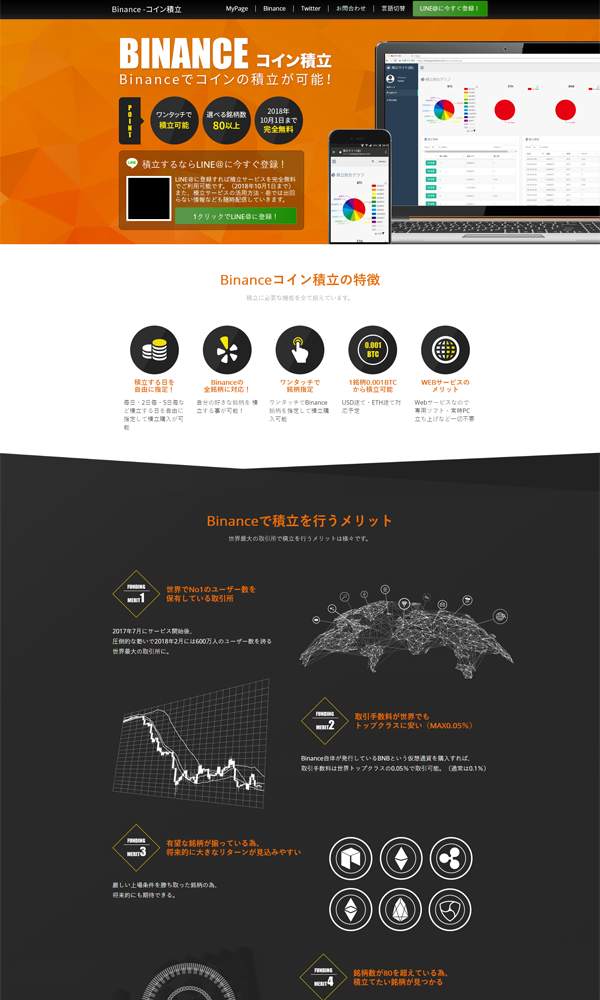 Binance -コイン積立
MyPage | Binance | Twitter | お問合わせ | 言語切替
LINE@に今すぐ登録！
BINANCE コイン積立
Binanceでコインの積立が可能!
POINT
ワンタッチで
積立可能
選べる銘柄数
80以上
2018年
10月1日まで
完全無料
LINE
積立するならLINE@に今すぐ登録！
LINE@に登録すれば積立サービスを完全無料
でご利用可能です。（2018年10月1日まで）
また、積立サービスの活用方法・巷では出回
らない情報なども随時配信していきます。
1クリックでLINE@に登録！
積立割合グラフ
BTC
ETH
積立割合グラフ
BTC
ETH
Binanceコイン積立の特徴
積立に必要な機能を全て揃えています。
0.001
BTC
積立する日を
自由に指定！
毎日・2日毎・5日毎な
ど積立する日を自由に
指定して積立購入が可
能
Binanceの
全銘柄に対応！
自分の好きな銘柄を 積
立する事が可能！
ワンタッチで
銘柄指定
ワンタッチでBinance
銘柄を指定して積立購
入可能
1銘柄0.001BTC
から積立可能
USD建て・ETH建て対
応予定
WEBサービスの
メリット
Webサービスなので
専用ソフト・常時PC
立ち上げなど一切不要
Binanceで積立を行うメリット
世界最大の取引所で積立を行うメリットは様々です。
FUNDING
MERIT1
世界でNo1のユーザー数を
保有している取引所
2017年7月にサービス開始後、
圧倒的な勢いで2018年2月には600万人のユーザー数を誇る
世界最大の取引所に。
FUNDING
MERIT2
取引手数料が世界でも
トップクラスに安い（MAX0.05%）
Binance自体が発行しているBNBという仮想通貨を購入すれば、
取引手数料は世界トップクラスの0.05%で取引可能。（通常は0.1%）
FUNDING
MERIT3
有望な銘柄が揃っている為、
将来的に大きなリターンが見込みやすい
厳しい上場条件を勝ち取った銘柄の為、
将来的にも期待できる。
FUNDING
MERIT4
銘柄数が80を超えている為、
積立てたい銘柄が見つかる